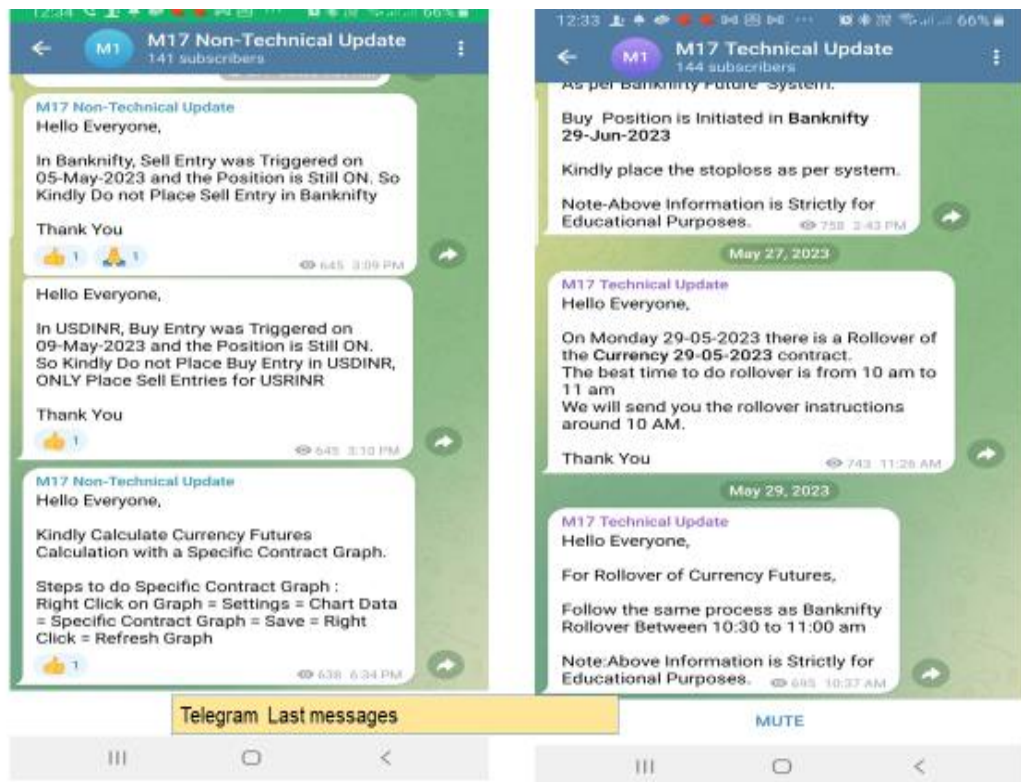 12:34
66%
M1
M17 Non-Technical Update
141 subscribers
M17 Non-Technical Update
Hello Everyone,
In Banknifty, Sell Entry was Triggered on
05-May-2023 and the Position is Still ON. So
Kindly Do not Place Sell Entry in Banknifty
Thank You
1 1
645 3:09 PM
Hello Everyone,
In USDINR, Buy Entry was Triggered on
09-May-2023 and the Position is Still ON.
So Kindly Do not Place Buy Entry in USDINR,
ONLY Place Sell Entries for USRINR
Thank You
1
645 3:10 PM
M17 Non-Technical Update
Hello Everyone,
Kindly Calculate Currency Futures
Calculation with a Specific Contract Graph.
Steps to do Specific Contract Graph :
Right Click on Graph = Settings = Chart Data
= Specific Contract Graph = Save = Right
Click = Refresh Graph
1
638 6:34 PM
Telegram Last messages
12:33
66%
M1
M17 Technical Update
144 subscribers
As per Banknifty Future System.
Buy Position is Initiated in Banknifty
29-Jun-2023
Kindly place the stoploss as per system.
Note-Above Information is Strictly for
Educational Purposes.
758 3:43 PM
May 27, 2023
M17 Technical Update
Hello Everyone,
On Monday 29-05-2023 there is a Rollover of
the Currency 29-05-2023 contract.
The best time to do rollover is from 10 am to
11 am
We will send you the rollover instructions
around 10 AM.
Thank You
743 11:26 AM
May 29, 2023
M17 Technical Update
Hello Everyone,
For Rollover of Currency Futures,
Follow the same process as Banknifty
Rollover Between 10:30 to 11:00 am
Note:Above Information is Strictly for
Educational Purposes.
695 10:37 AM
MUTE